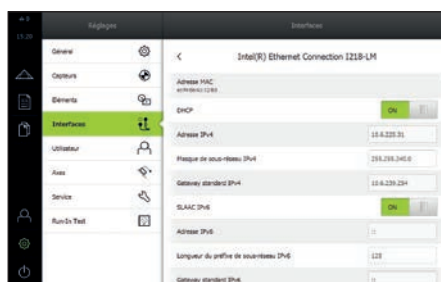 Réglages
Interfaces
15:20
Général
Capteurs
Éléments
Interfaces
Utilisateur
Axes
Service
Run-In Test
Intel(R) Ethernet Connection I218-LM
Adresse MAC
DHCP
ON
Adresse IPv4
10.6.225.31
Masque de sous-réseau IPv4
255.255.240.0
Gateway standard IPv4
10.6.239.254
SLAAC IPv6
ON
Adresse IPv6
::
Longueur du préfixe de sous-réseau IPv6
128
Gateway standard IPv6
::